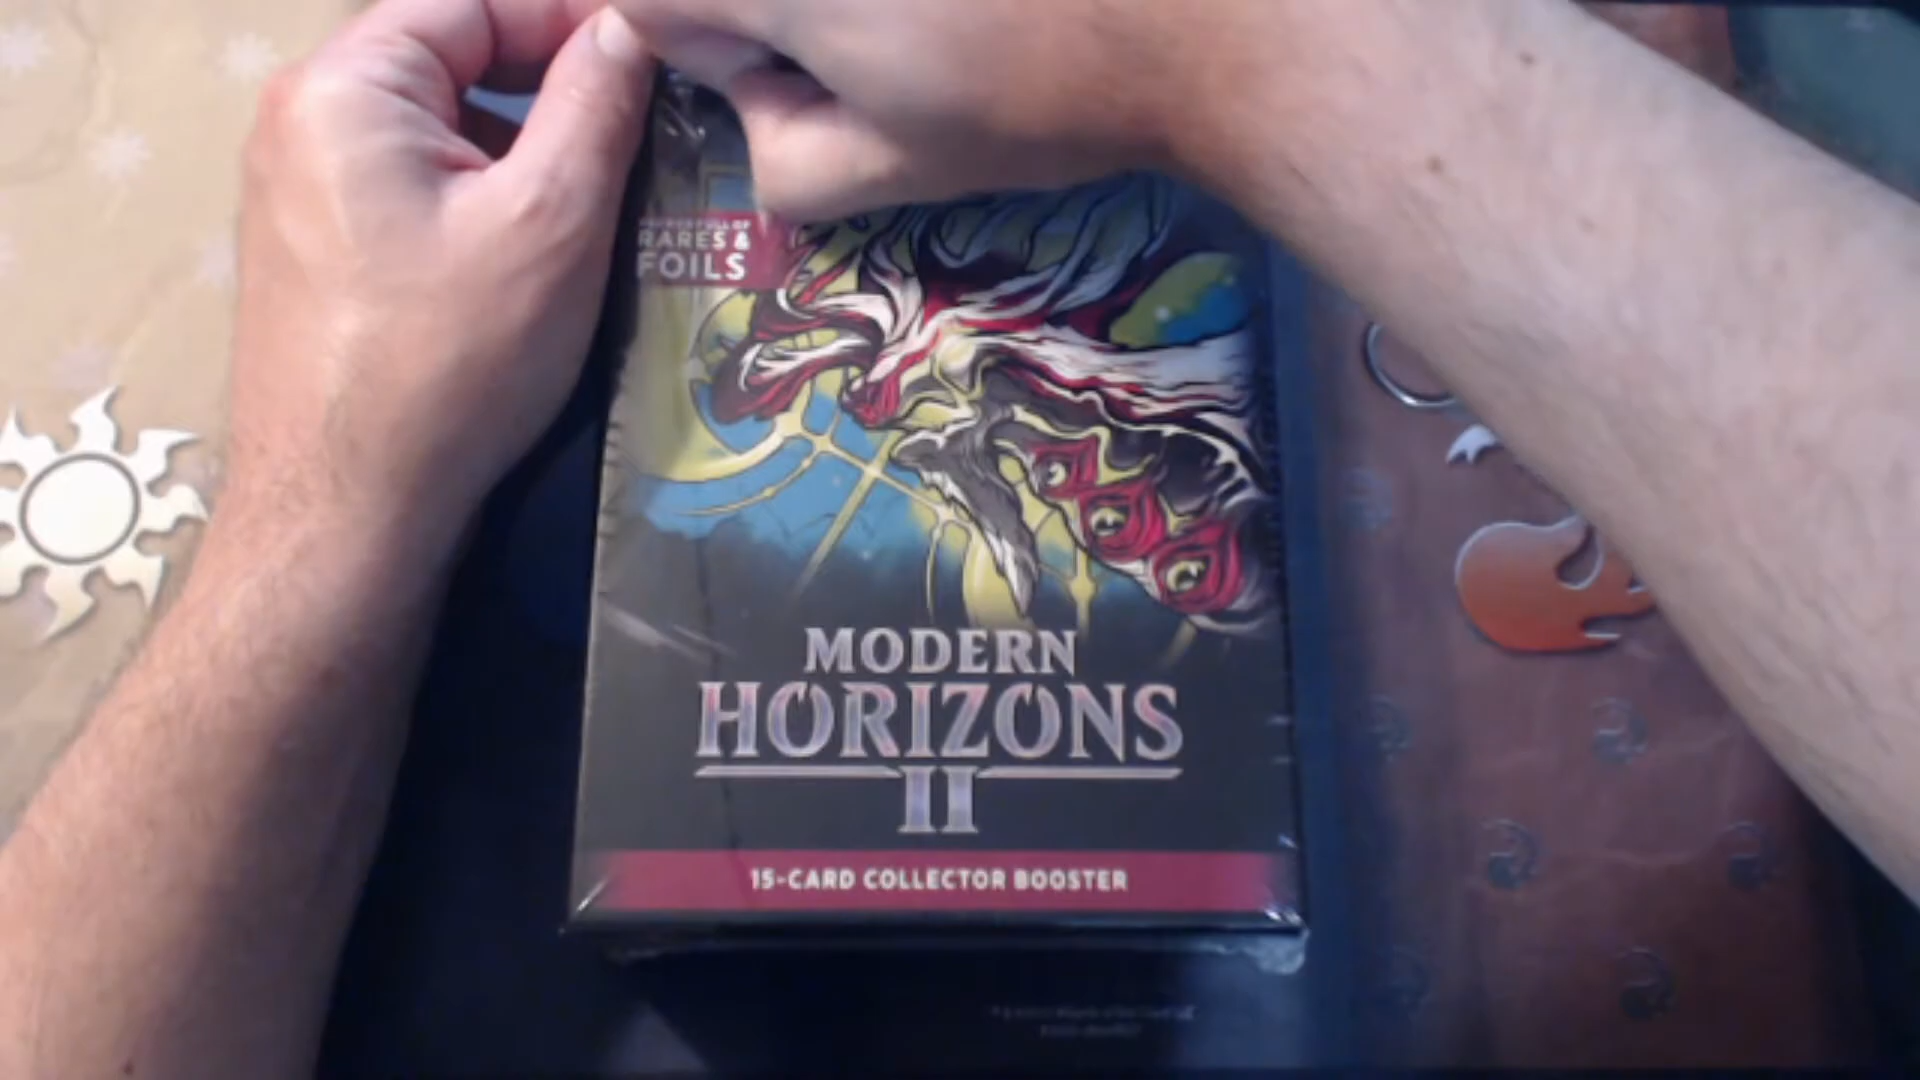 RARES &
FOILS
MODERN
HORIZONS
II
15-CARD COLLECTOR BOOSTER